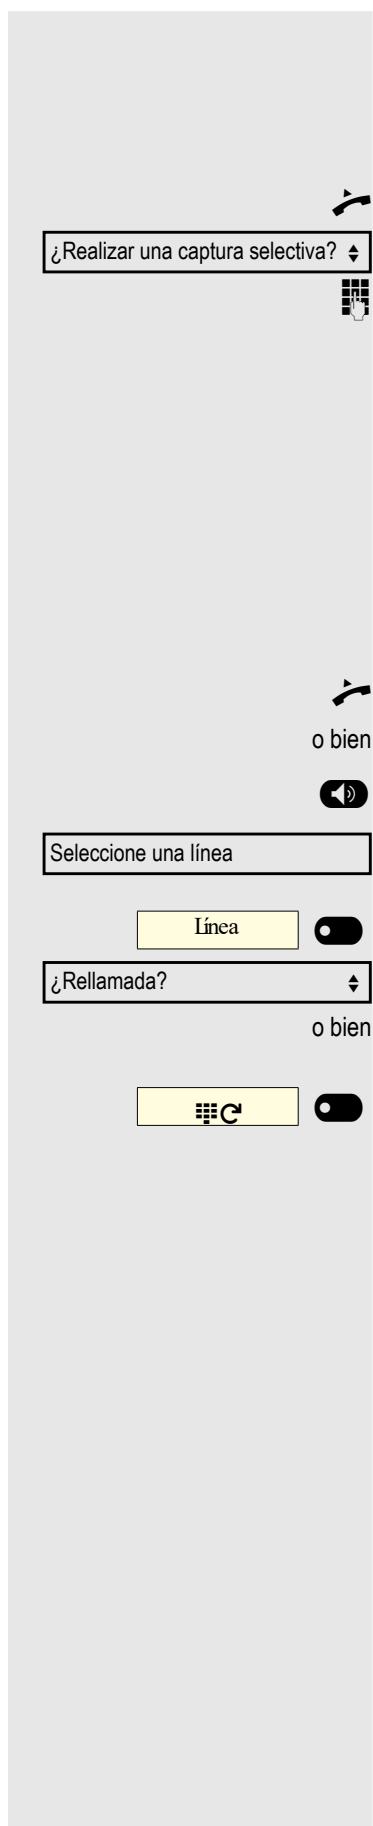 ¿Realizar una captura selectiva?
o bien
Seleccione una línea
Línea
¿Rellamada?
o bien